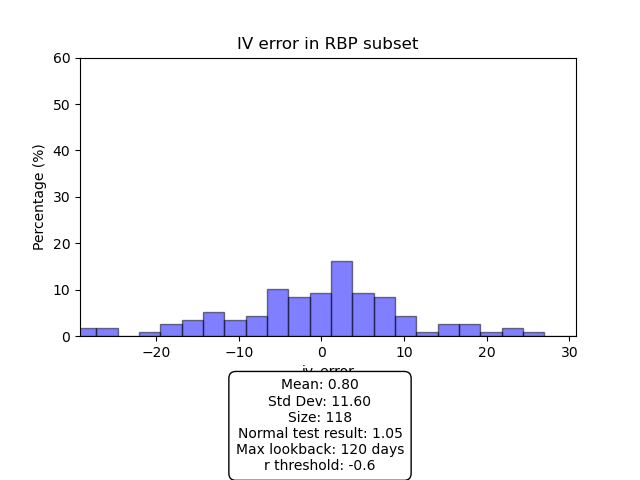 IV error in RBP subset
Percentage (%)
60
50
40
30
20
10
0
−20
−10
0
10
20
30
iv_error
Mean: 0.80
Std Dev: 11.60
Size: 118
Normal test result: 1.05
Max lookback: 120 days
r threshold: -0.6